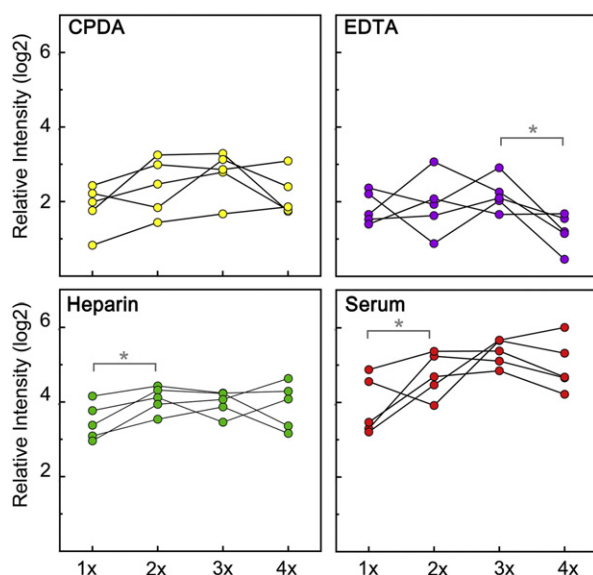 CPDA
EDTA
Relative Intensity (log2)
6
4
2
*
Heparin
Serum
Relative Intensity (log2)
6
4
2
*
*
1x 2x 3x 4x
1x 2x 3x 4x